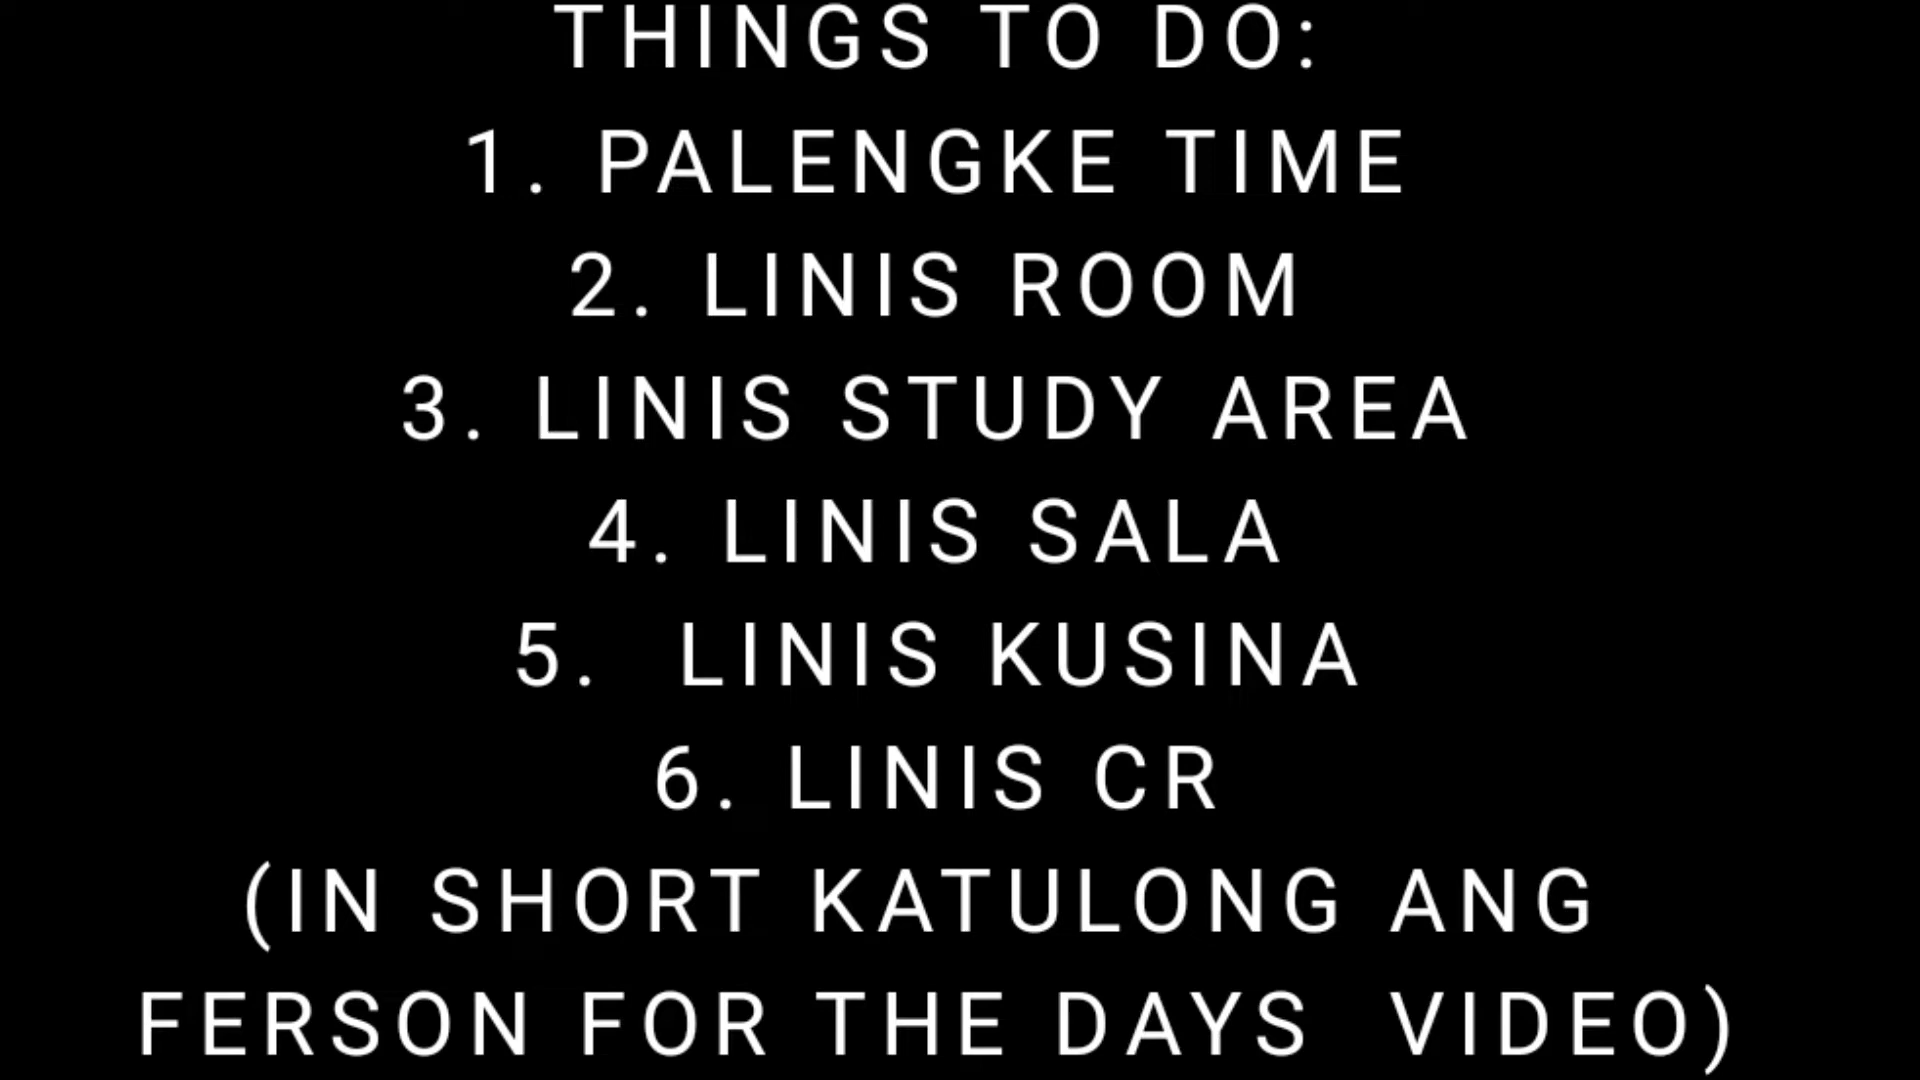 THINGS TO DO:
1. PALENGKE TIME
2. LINIS ROOM
3. LINIS STUDY AREA
4. LINIS SALA
5.  LINIS KUSINA
6. LINIS CR
(IN SHORT KATULONG ANG
FERSON FOR THE DAYS  VIDEO)